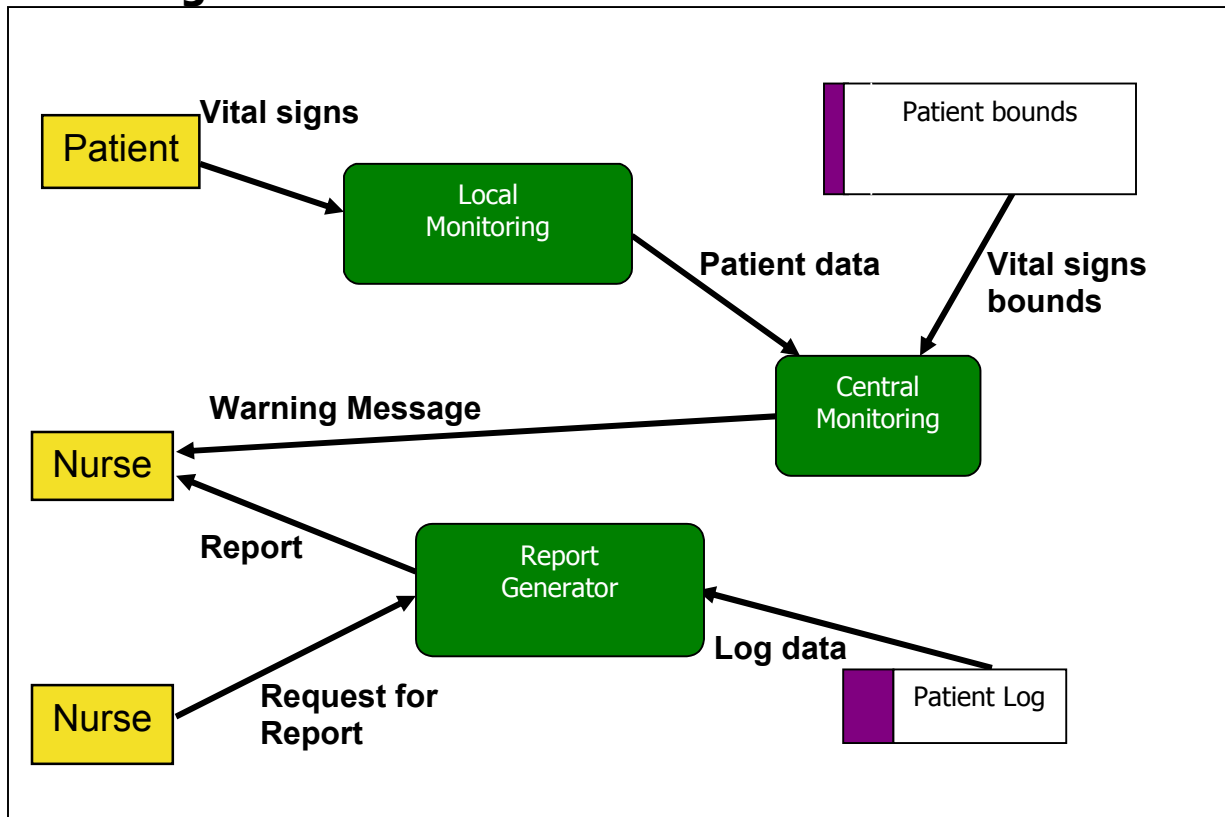 Vital signs
Patient bounds
Patient
Local
Monitoring
Patient data
Vital signs
bounds
Central
Monitoring
Warning Message
Nurse
Report
Report
Generator
Log data
Request for
Report
Nurse
Patient Log